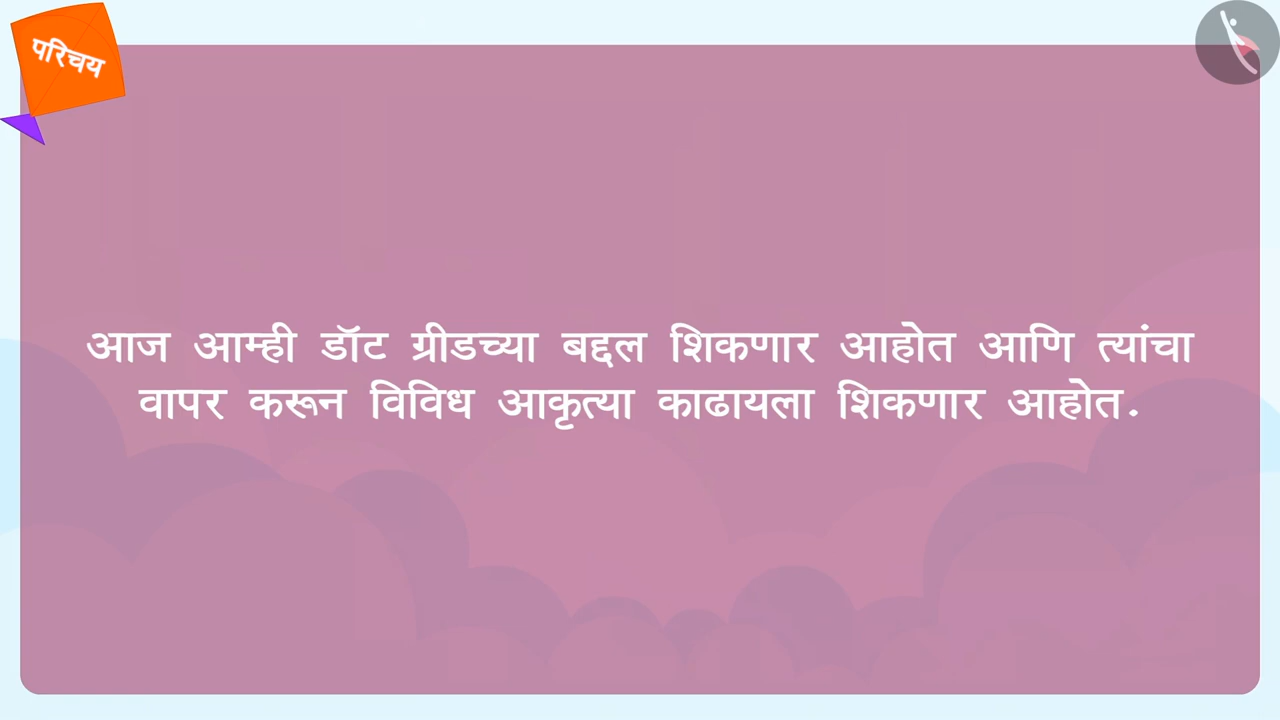 परिचय
आज आम्ही डॉट ग्रीडच्या बद्दल शिकणार आहोत आणि त्यांचा
वापर करून विविध आकृत्या काढायला शिकणार आहोत.